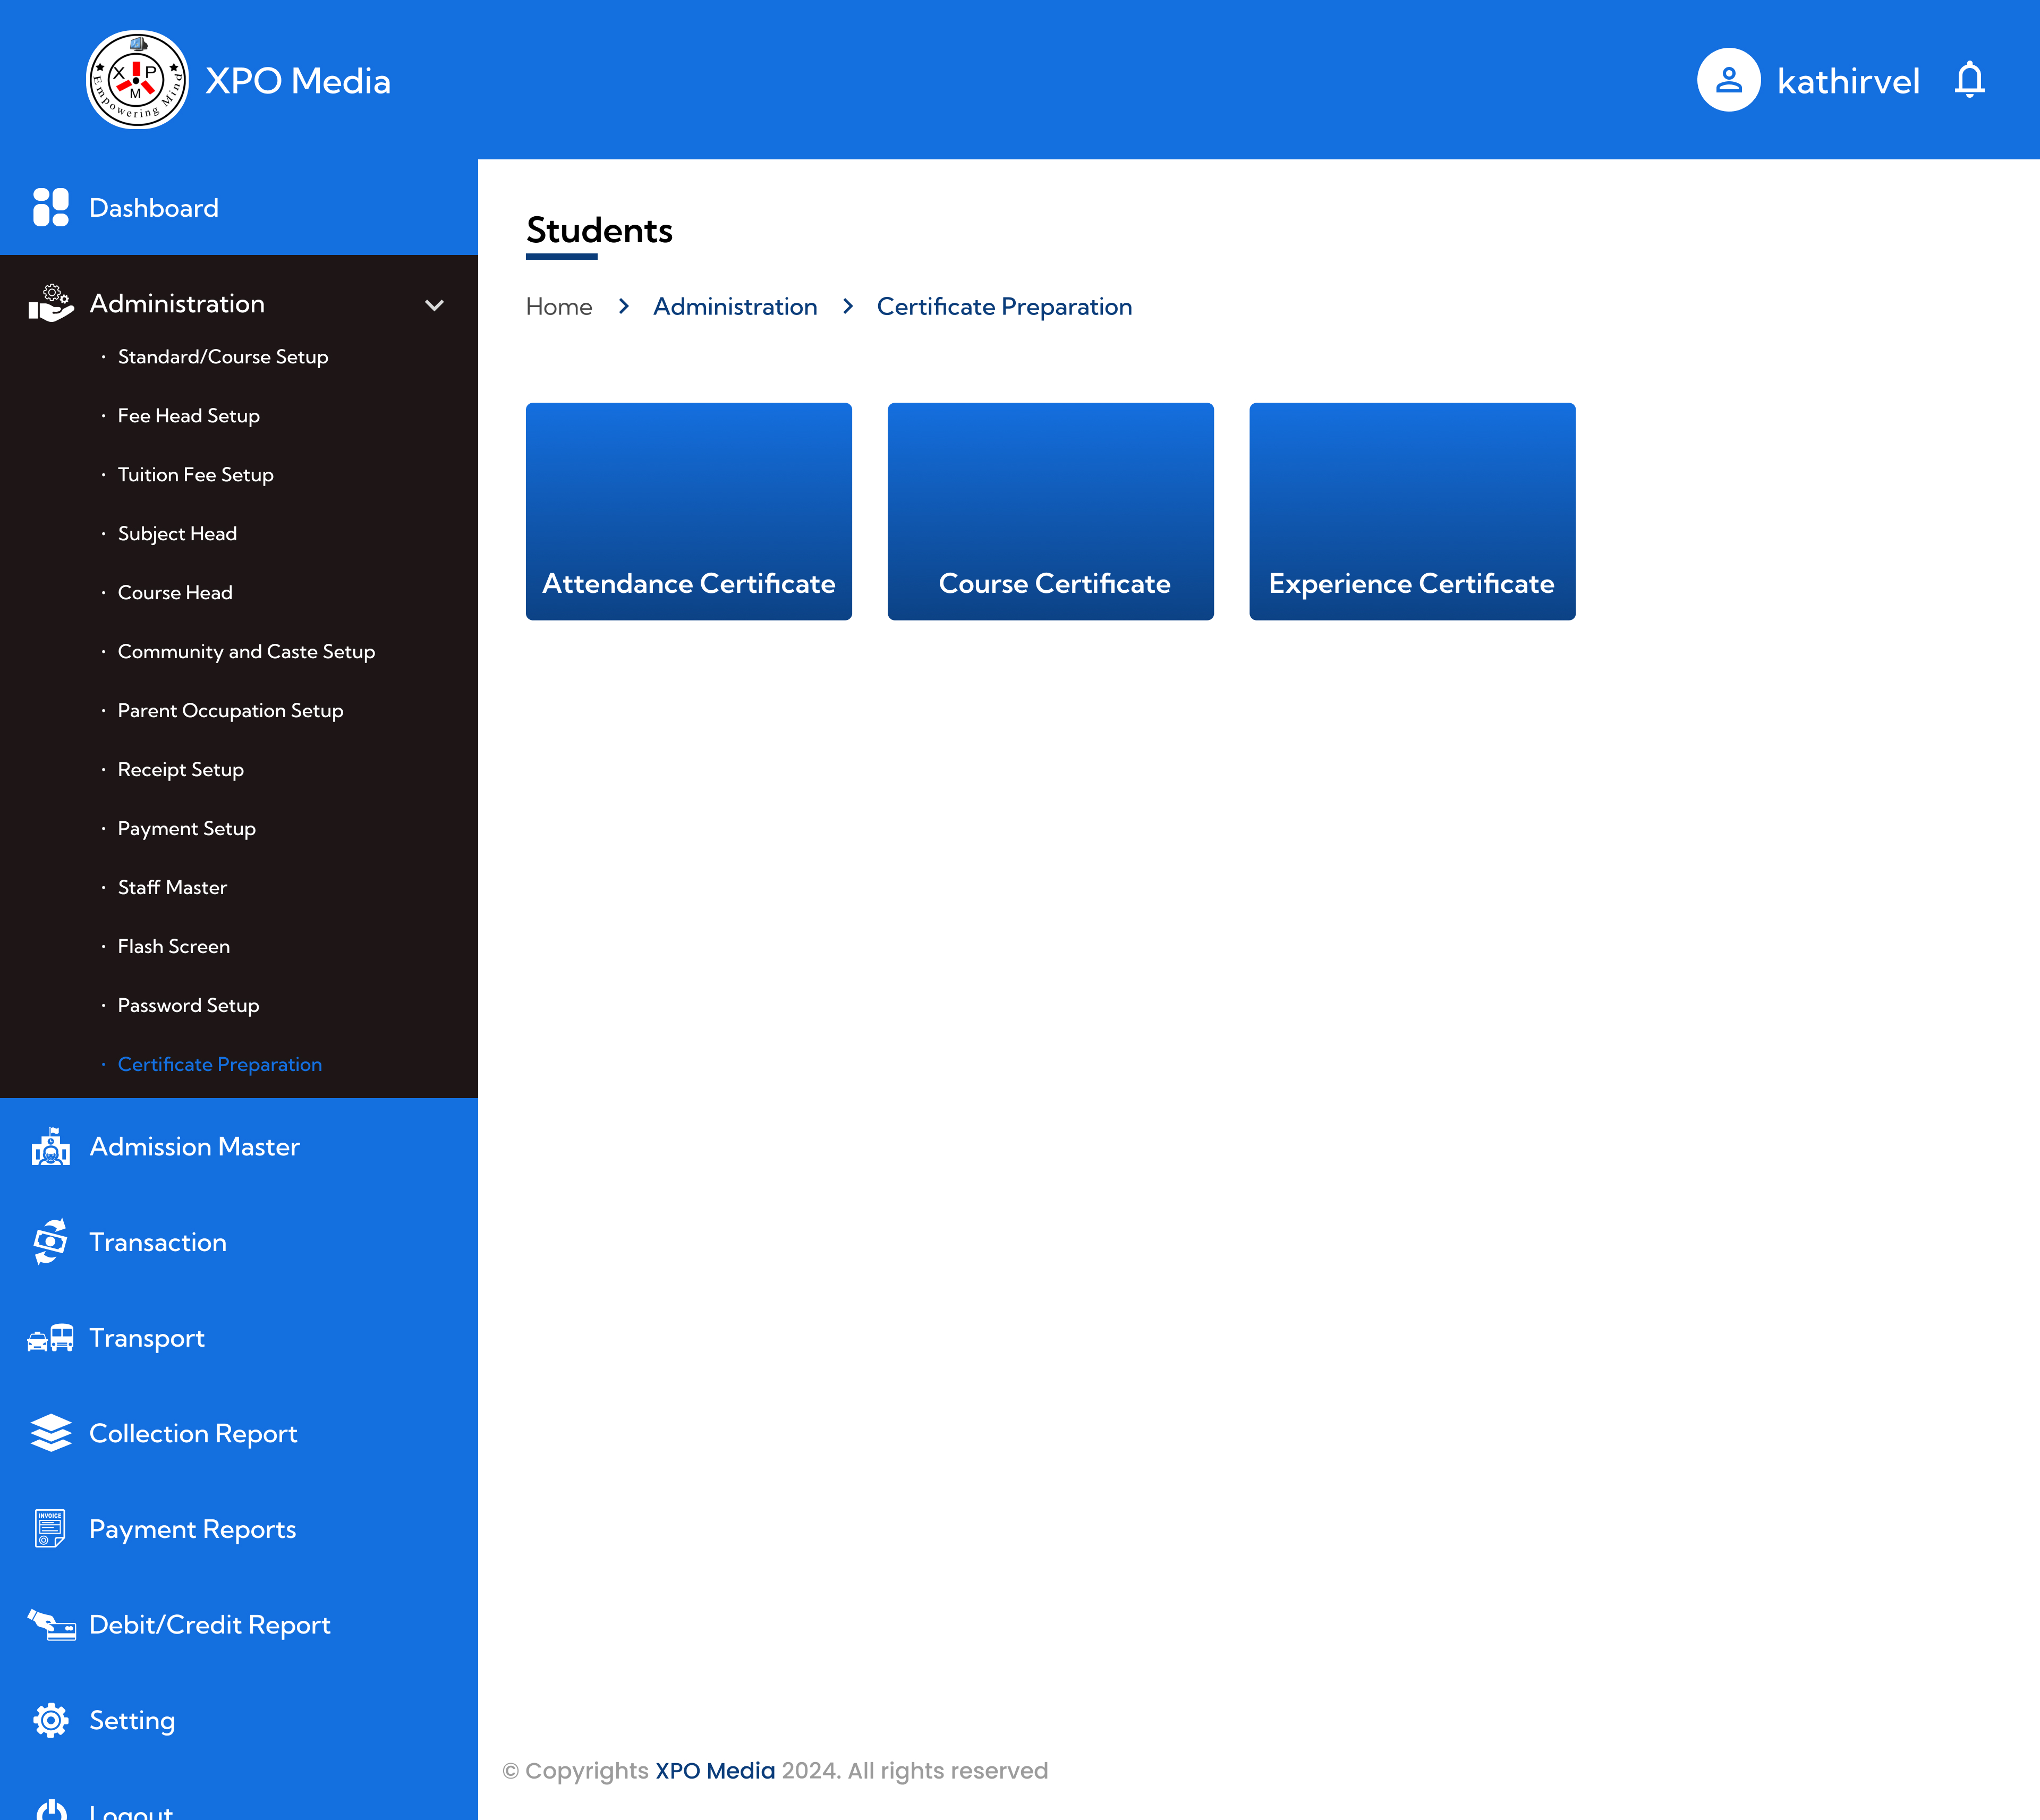 X P
M
Empowering Mind
XPO Media
kathirvel
Dashboard
Administration
· Standard/Course Setup
· Fee Head Setup
· Tuition Fee Setup
· Subject Head
· Course Head
· Community and Caste Setup
· Parent Occupation Setup
· Receipt Setup
· Payment Setup
· Staff Master
· Flash Screen
· Password Setup
· Certificate Preparation
Admission Master
Transaction
Transport
Collection Report
INVOICE
Payment Reports
Debit/Credit Report
Setting
Logout
Students
Home > Administration > Certificate Preparation
Attendance Certificate
Course Certificate
Experience Certificate
© Copyrights XPO Media 2024. All rights reserved